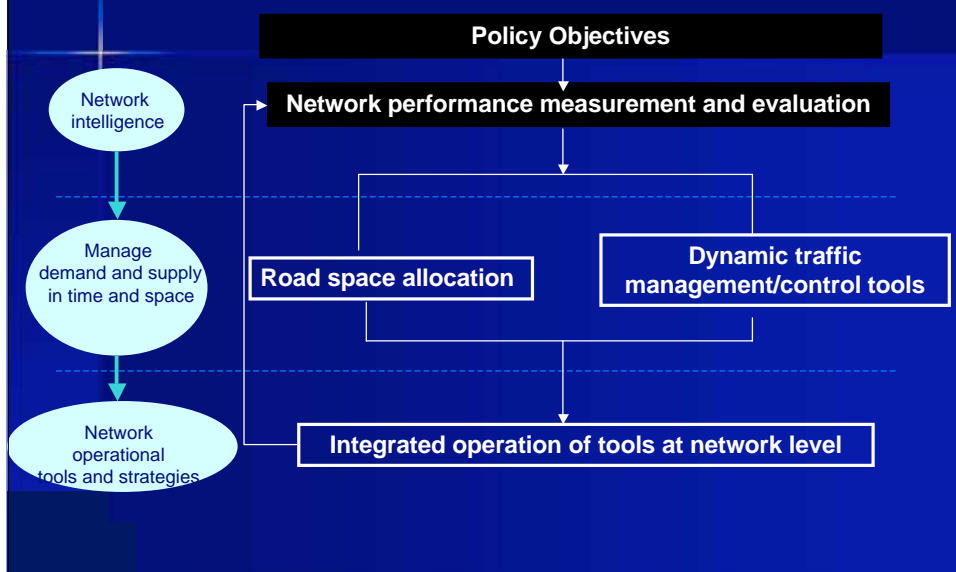 Policy Objectives
Network
intelligence
Network performance measurement and evaluation
Manage
demand and supply
in time and space
Road space allocation
Dynamic traffic
management/control tools
Network
operational
tools and strategies
Integrated operation of tools at network level